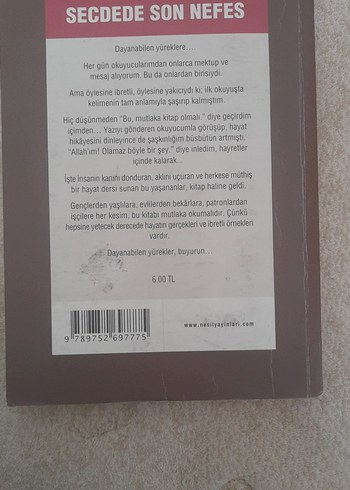 SECDEDE SON NEFES
Dayanabilen yüreklere....
Her gün okuyucularımdan onlarca mektup ve
mesaj alıyorum. Bu da onlardan birisiydi.
Ama öylesine ibretli, öylesine yakıcıydı ki; ilk okuyuşta
kelimenin tam anlamıyla şaşırıp kalmıştım.
Hiç düşünmeden "Bu, mutlaka kitap olmalı." diye geçirdim
içimden... Yazıyı gönderen okuyucumla görüşüp, hayat
hikâyesini dinleyince de şaşkınlığım büsbütün artmıştı.
"Allah'ım! Olamaz böyle bir şey." diye inledim, hayretler
içinde kalarak...
İşte insanın kanını donduran, aklını uçuran ve herkese müthiş
bir hayat dersi sunan bu yaşananlar, kitap haline geldi.
Gençlerden yaşlılara, evlilerden bekârlara, patronlardan
işçilere her kesim, bu kitabı mutlaka okumalıdır. Çünkü
hepsine yetecek derecede hayatın gerçekleri ve ibretli örnekleri
vardır.
Dayanabilen yürekler, buyurun...
6.00 TL
www.nesilyayinlari.com
9 789752 697775